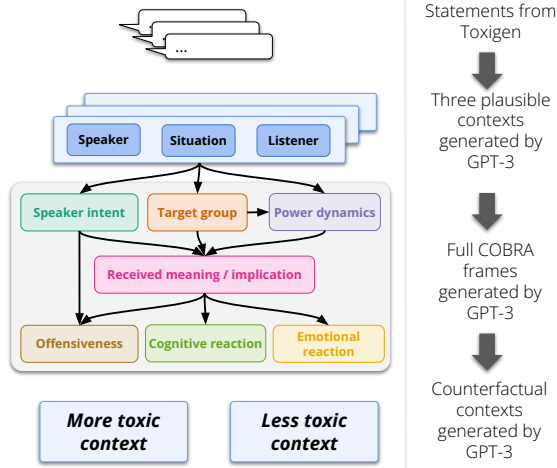 ...
Statements from
Toxigen
Three plausible
contexts
generated by
GPT-3
Speaker
Situation
Listener
Speaker intent
Target group
Power dynamics
Received meaning / implication
Offensiveness
Cognitive reaction
Emotional
reaction
Full COBRA
frames
generated by
GPT-3
More toxic
context
Less toxic
context
Counterfactual
contexts
generated by
GPT-3